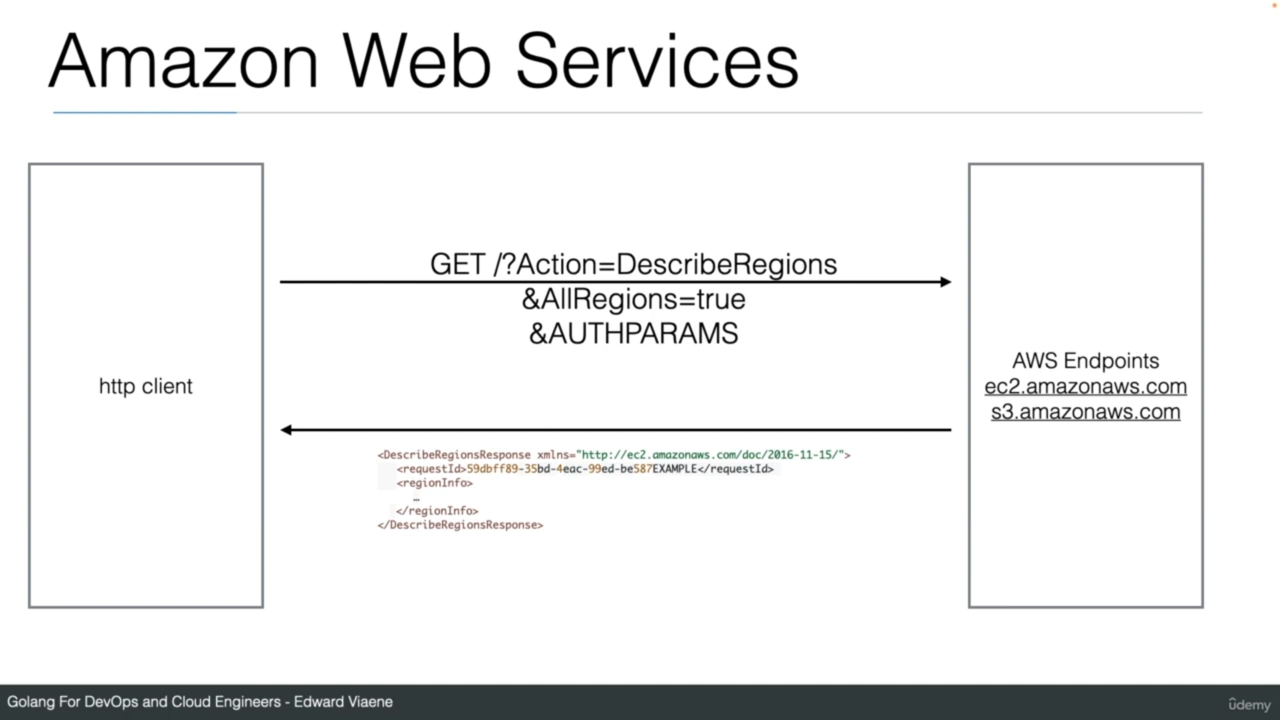 Amazon Web Services
http client
GET /?Action=DescribeRegions
&AllRegions=true
&AUTHPARAMS
<DescribeRegionsResponse xmlns="http://ec2.amazonaws.com/doc/2016-11-15/">
<requestId>59dbff89-35bd-4eac-99ed-be587EXAMPLE</requestId>
<regionInfo>
…
</regionInfo>
</DescribeRegionsResponse>
AWS Endpoints
ec2.amazonaws.com
s3.amazonaws.com
Golang For DevOps and Cloud Engineers - Edward Viaene
ûdemy